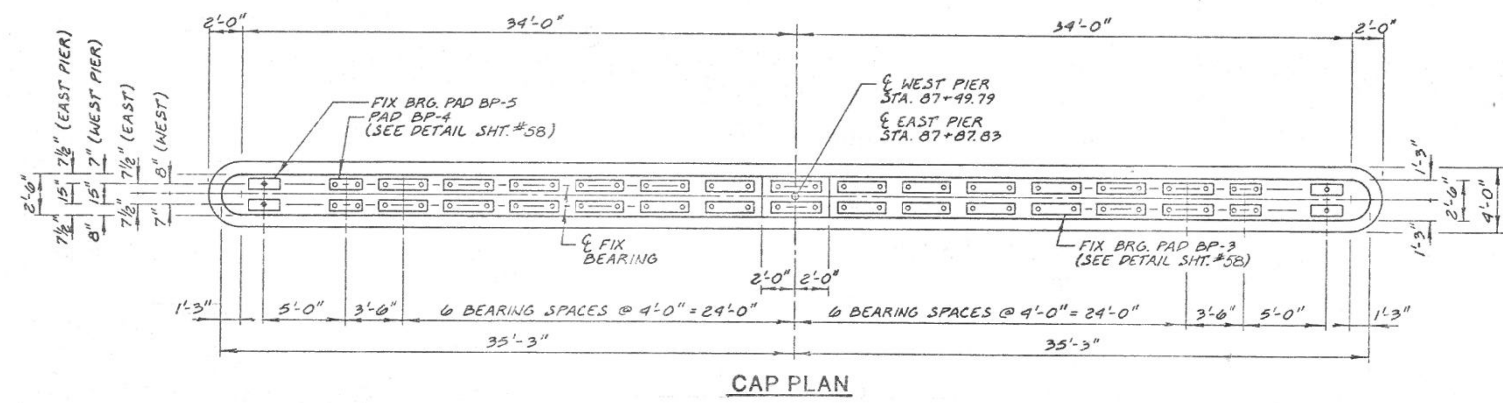 2'-0"
34'-0"
34'-0"
2'-0"
7½" (EAST PIER)
7" (WEST PIER)
7½" (EAST)
8" (WEST)
2'-6"
15"
15"
7½"
8"
7½"
7"
FIX BRG. PAD BP-5
PAD BP-4
(SEE DETAIL SHT. #58)
℄ WEST PIER
STA. 87+49.79
℄ EAST PIER
STA. 87+87.83
1'-3"
2'-6"
4'-0"
1'-3"
℄ FIX
BEARING
FIX BRG. PAD BP-3
(SEE DETAIL SHT. #58)
2'-0"
2'-0"
1'-3"
5'-0"
3'-6"
6 BEARING SPACES @ 4'-0" = 24'-0"
6 BEARING SPACES @ 4'-0" = 24'-0"
3'-6"
5'-0"
1'-3"
35'-3"
35'-3"
CAP PLAN